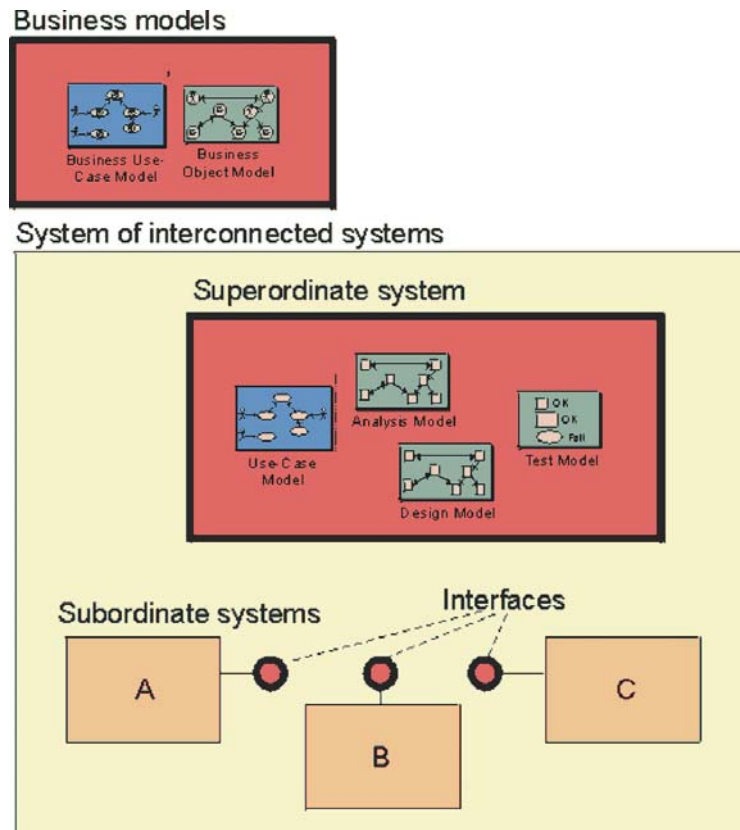 Business models
Business Use-
Case Model
Business
Object Model
System of interconnected systems
Superordinate system
Use-Case
Model
Analysis Model
Design Model
OK
OK
Fail
Test Model
Subordinate systems
Interfaces
A
B
C